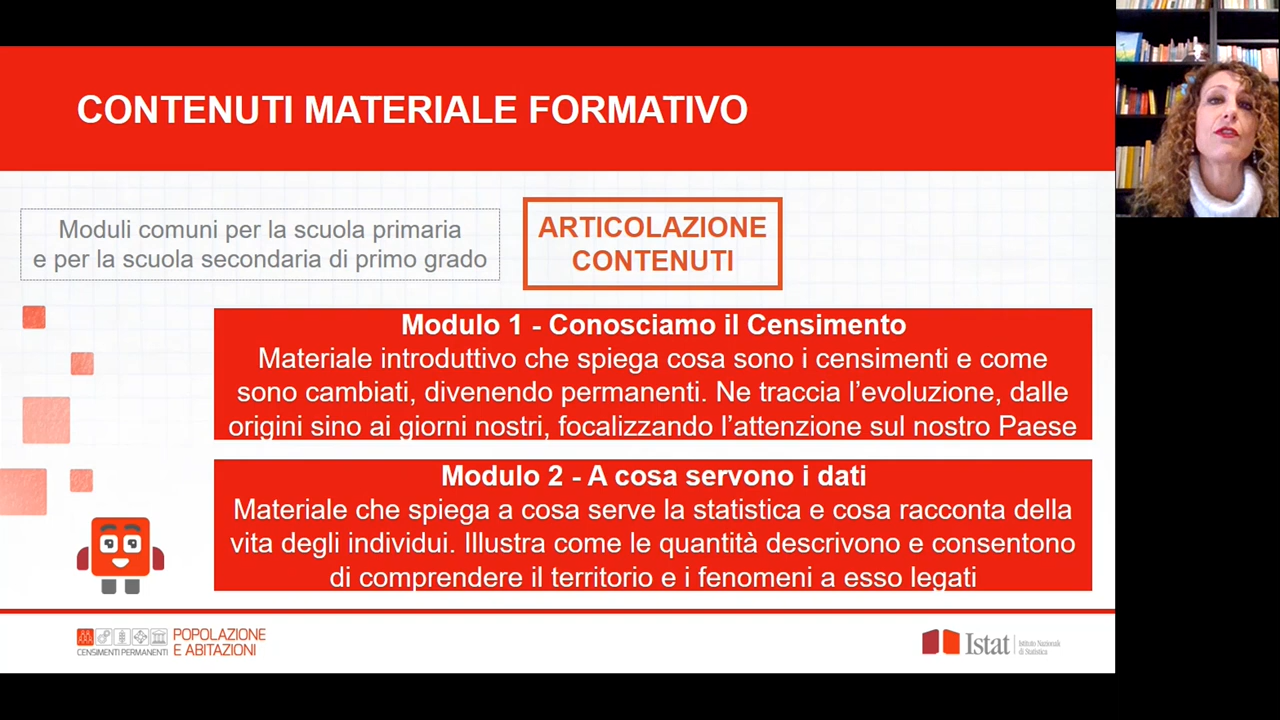 CONTENUTI MATERIALE FORMATIVO
Moduli comuni per la scuola primaria
e per la scuola secondaria di primo grado
ARTICOLAZIONE
CONTENUTI
Modulo 1 - Conosciamo il Censimento
Materiale introduttivo che spiega cosa sono i censimenti e come
sono cambiati, divenendo permanenti. Ne traccia l’evoluzione, dalle
origini sino ai giorni nostri, focalizzando l’attenzione sul nostro Paese
Modulo 2 - A cosa servono i dati
Materiale che spiega a cosa serve la statistica e cosa racconta della
vita degli individui. Illustra come le quantità descrivono e consentono
di comprendere il territorio e i fenomeni a esso legati
CENSIMENTI PERMANENTI
POPOLAZIONE
E ABITAZIONI
Istat
Istituto Nazionale
di Statistica